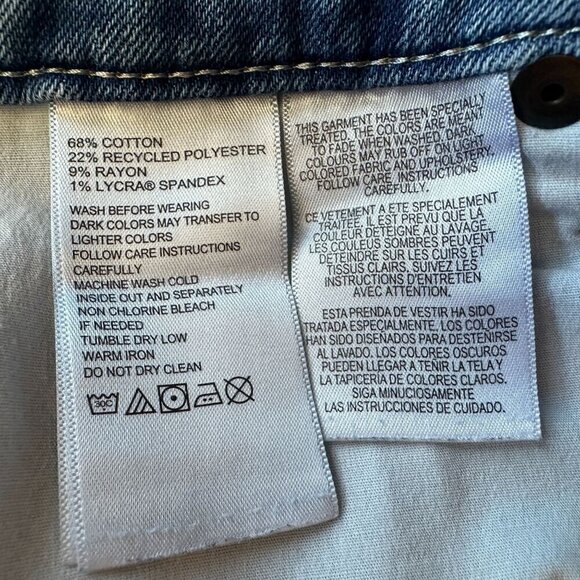 68% COTTON
22% RECYCLED POLYESTER
9% RAYON
1% LYCRA® SPANDEX
WASH BEFORE WEARING
DARK COLORS MAY TRANSFER TO
LIGHTER COLORS
FOLLOW CARE INSTRUCTIONS
CAREFULLY
MACHINE WASH COLD
INSIDE OUT AND SEPARATELY
NON CHLORINE BLEACH
IF NEEDED
TUMBLE DRY LOW
WARM IRON
DO NOT DRY CLEAN
30C
THIS GARMENT HAS BEEN SPECIALLY
TREATED. THE COLORS ARE MEANT
TO FADE WHEN WASHED. DARK
COLOURS MAY RUB OFF ON LIGHT
COLORED FABRIC AND UPHOLSTERY.
FOLLOW CARE INSTRUCTIONS
CAREFULLY.
CE VETEMENT A ETE SPECIALEMENT
TRAITÉE. IL EST PREVU QUE LA
COULEUR DETEIGNE AU LAVAGE.
LES COULEUS SOMBRES PEUVENT
DETEINDRE SUR LES CUIRS ET
TISSUS CLAIRS, SUIVEZ LES
INSTRUCTIONS D'ENTRETIEN
AVEC ATTENTION.
ESTA PRENDA DE VESTIR HA SIDO
TRATADA ESPECIALMENTE. LOS COLORES
HAN SIDO DISEÑADOS PARA DESTEÑIRSE
AL LAVADO. LOS COLORES OSCUROS
PUEDEN LLEGAR A TENIR LA TELA Y
LA TAPICERIA DE COLORES CLAROS.
SIGA MINUCIOSAMENTE
LAS INSTRUCCIONES DE CUIDADO.